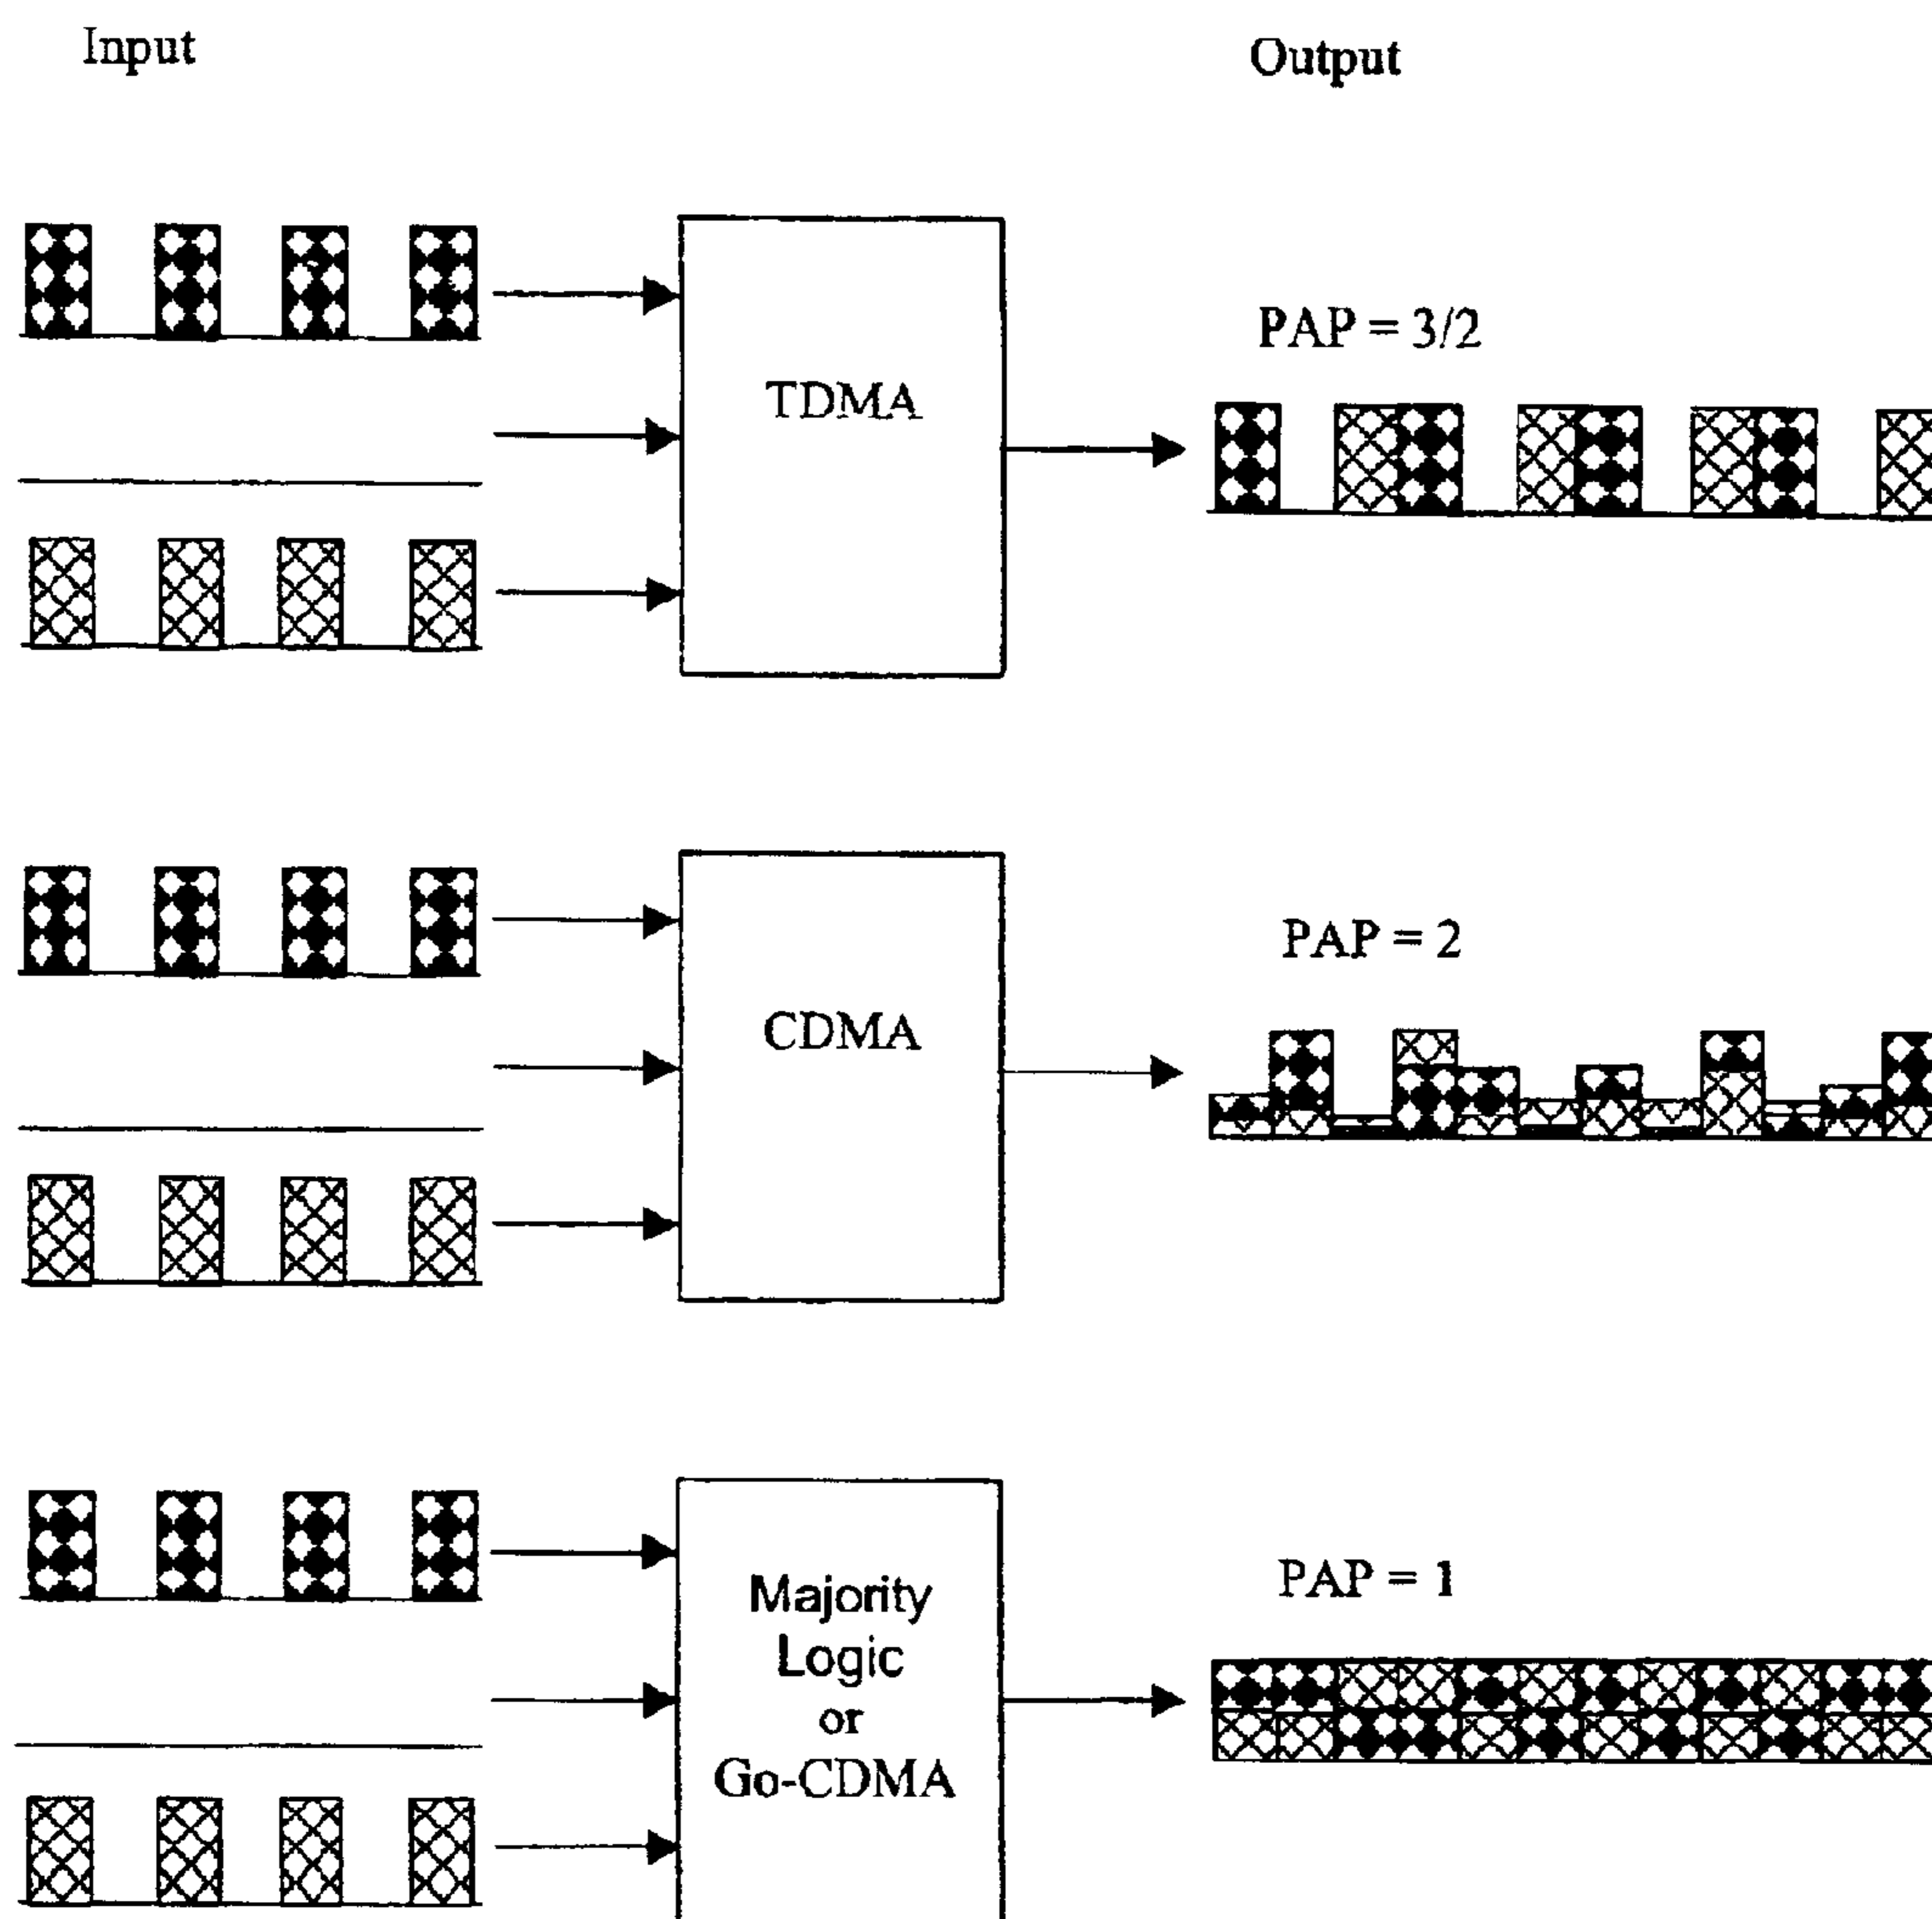 Input
Output
TDMA
PAP = 3/2
CDMA
PAP = 2
Majority
Logic
or
Go-CDMA
PAP = 1